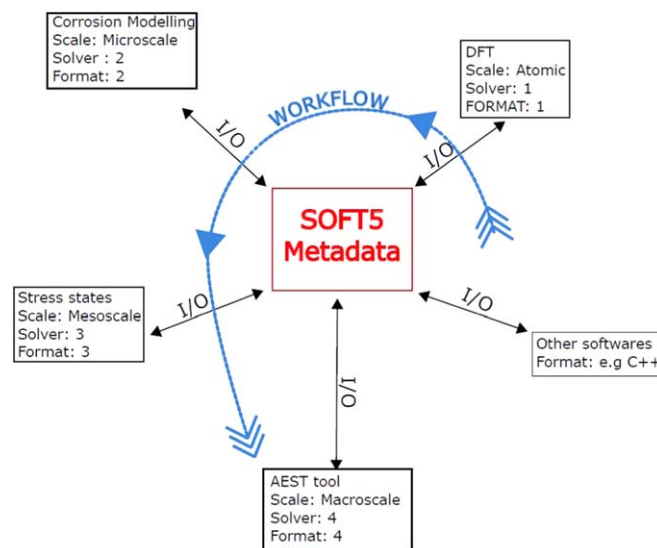 Corrosion Modelling
Scale: Microscale
Solver : 2
Format: 2
DFT
Scale: Atomic
Solver: 1
FORMAT: 1
WORKFLOW
I/O
I/O
SOFT5
Metadata
Stress states
Scale: Mesoscale
Solver: 3
Format: 3
I/O
I/O
Other softwares
Format: e.g C++
I/O
AEST tool
Scale: Macroscale
Solver: 4
Format: 4